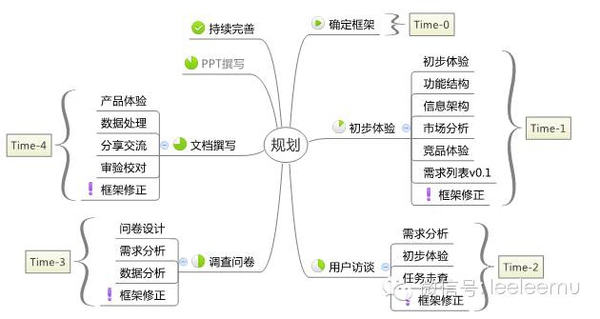 规划
确定框架
Time-0
初步体验
初步体验
功能结构
信息架构
市场分析
竞品体验
需求列表v0.1
框架修正
Time-1
用户访谈
需求分析
初步体验
任务走查
框架修正
Time-2
调查问卷
问卷设计
需求分析
数据分析
框架修正
Time-3
文档撰写
产品体验
数据处理
分享交流
审验校对
框架修正
Time-4
PPT撰写
持续完善
微信号: leeleemu